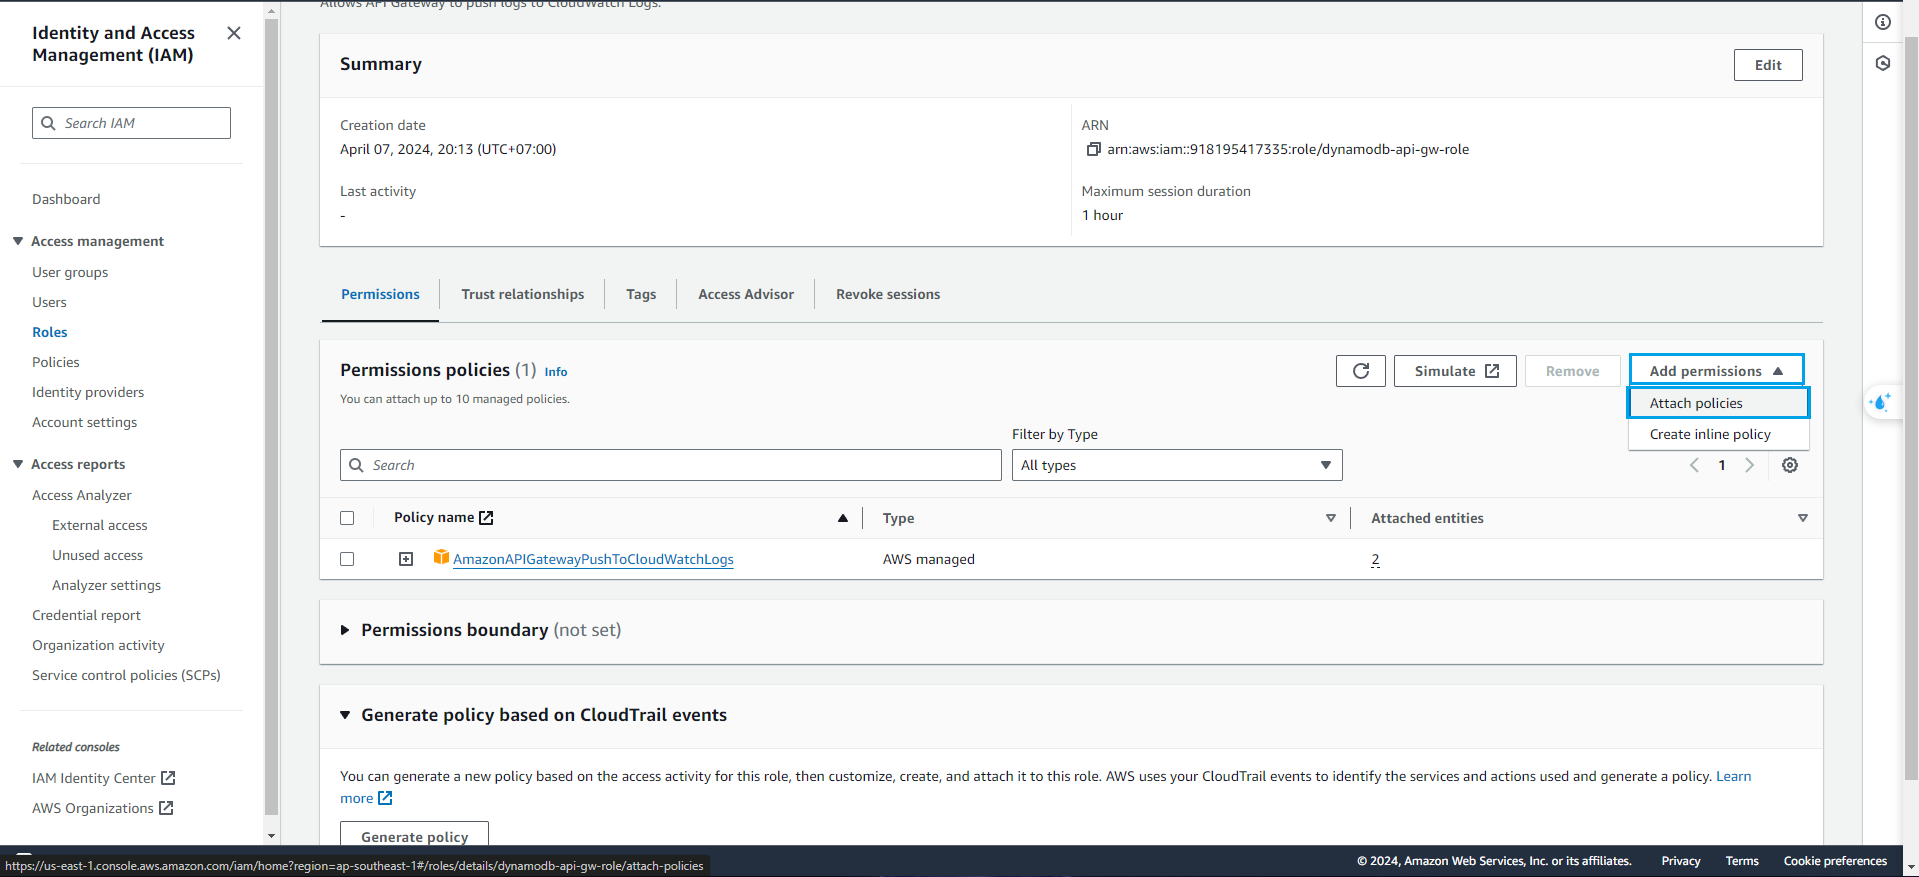 Allows API Gateway to push logs to CloudWatch Logs.
Identity and Access
Management (IAM)
Search IAM
Dashboard
Access management
User groups
Users
Roles
Policies
Identity providers
Account settings
Access reports
Access Analyzer
External access
Unused access
Analyzer settings
Credential report
Organization activity
Service control policies (SCPs)
Related consoles
IAM Identity Center
AWS Organizations
Summary
Edit
Creation date
April 07, 2024, 20:13 (UTC+07:00)
ARN
arn:aws:iam::918195417335:role/dynamodb-api-gw-role
Last activity
-
Maximum session duration
1 hour
Permissions
Trust relationships
Tags
Access Advisor
Revoke sessions
Permissions policies (1) Info
You can attach up to 10 managed policies.
Simulate
Remove
Add permissions
Attach policies
Create inline policy
Filter by Type
Search
All types
1
Policy name
Type
Attached entities
AmazonAPIGatewayPushToCloudWatchLogs
AWS managed
2
Permissions boundary (not set)
Generate policy based on CloudTrail events
You can generate a new policy based on the access activity for this role, then customize, create, and attach it to this role. AWS uses your CloudTrail events to identify the services and actions used and generate a policy. Learn
more
Generate policy
https://us-east-1.console.aws.amazon.com/iam/home?region=ap-southeast-1#/roles/details/dynamodb-api-gw-role/attach-policies
© 2024, Amazon Web Services, Inc. or its affiliates.
Privacy
Terms
Cookie preferences